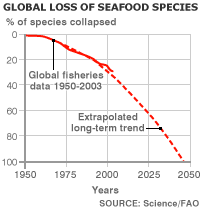 GLOBAL LOSS OF SEAFOOD SPECIES
% of species collapsed
0
20
40
60
80
100
Global fisheries
data 1950-2003
Extrapolated
long-term trend
1950 1975 2000 2025 2050
Years
SOURCE: Science/FAO